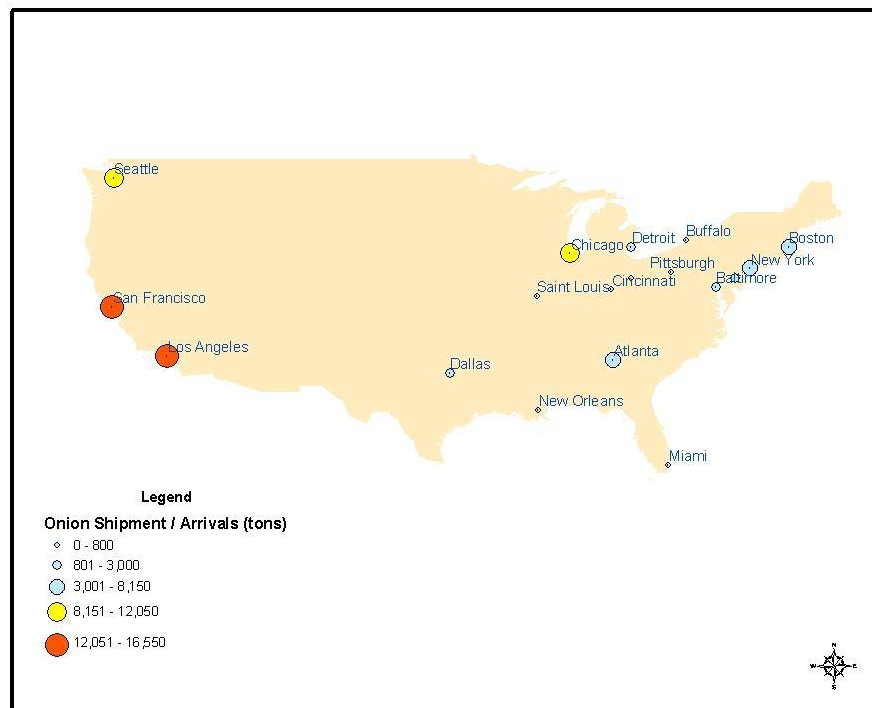 Seattle
Buffalo
Detroit
Boston
Chicago
New York
Pittsburgh
Baltimore
Cincinnati
Saint Louis
San Francisco
Los Angeles
Atlanta
Dallas
New Orleans
Miami
Legend
Onion Shipment / Arrivals (tons)
0 - 800
801 - 3,000
3,001 - 8,150
8,151 - 12,050
12,051 - 16,550
N
W
E
S